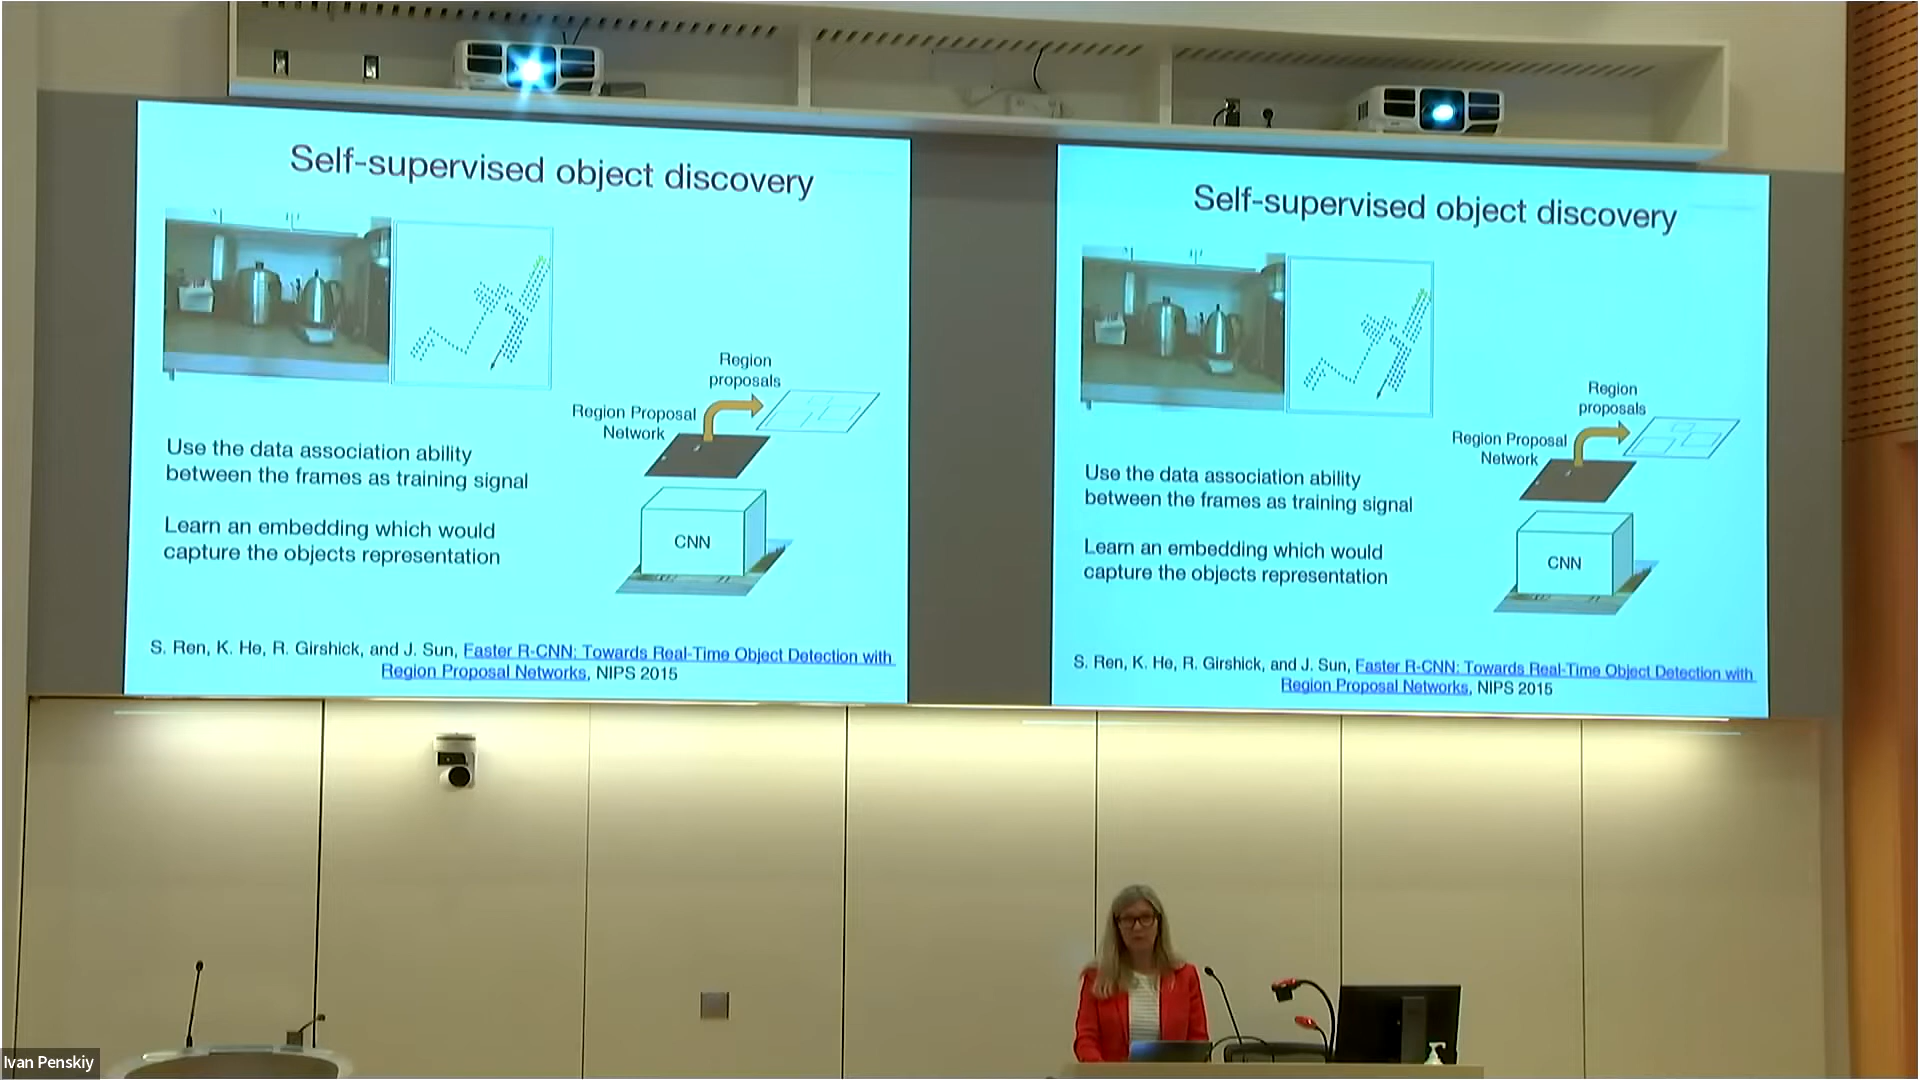 Self-supervised object discovery
Region
proposals
Region Proposal
Network
Use the data association ability
between the frames as training signal
Learn an embedding which would
capture the objects representation
CNN
S. Ren, K. He, R. Girshick, and J. Sun, Faster R-CNN: Towards Real-Time Object Detection with
Region Proposal Networks, NIPS 2015
Self-supervised object discovery
Region
proposals
Region Proposal
Network
Use the data association ability
between the frames as training signal
Learn an embedding which would
capture the objects representation
CNN
S. Ren, K. He, R. Girshick, and J. Sun, Faster R-CNN: Towards Real-Time Object Detection with
Region Proposal Networks, NIPS 2015
Ivan Penskiy